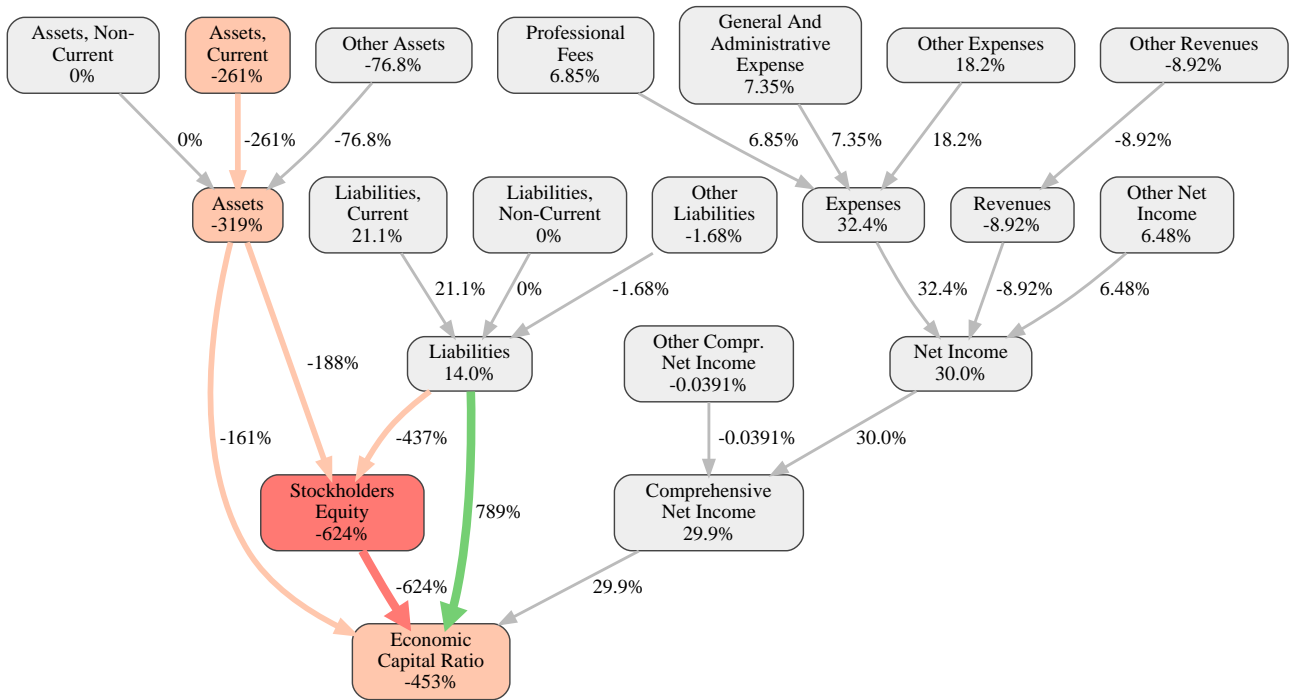 Assets, Non-
Current
0%
Assets,
Current
-261%
Other Assets
-76.8%
Professional
Fees
6.85%
General And
Administrative
Expense
7.35%
Other Expenses
18.2%
Other Revenues
-8.92%
0%
-261%
-76.8%
6.85%
7.35%
18.2%
-8.92%
Assets
-319%
Liabilities,
Current
21.1%
Liabilities,
Non-Current
0%
Other
Liabilities
-1.68%
Expenses
32.4%
Revenues
-8.92%
Other Net
Income
6.48%
21.1%
0%
-1.68%
32.4%
-8.92%
6.48%
Liabilities
14.0%
Other Compr.
Net Income
-0.0391%
Net Income
30.0%
-188%
-161%
-437%
-0.0391%
30.0%
Stockholders
Equity
-624%
789%
Comprehensive
Net Income
29.9%
-624%
29.9%
Economic
Capital Ratio
-453%